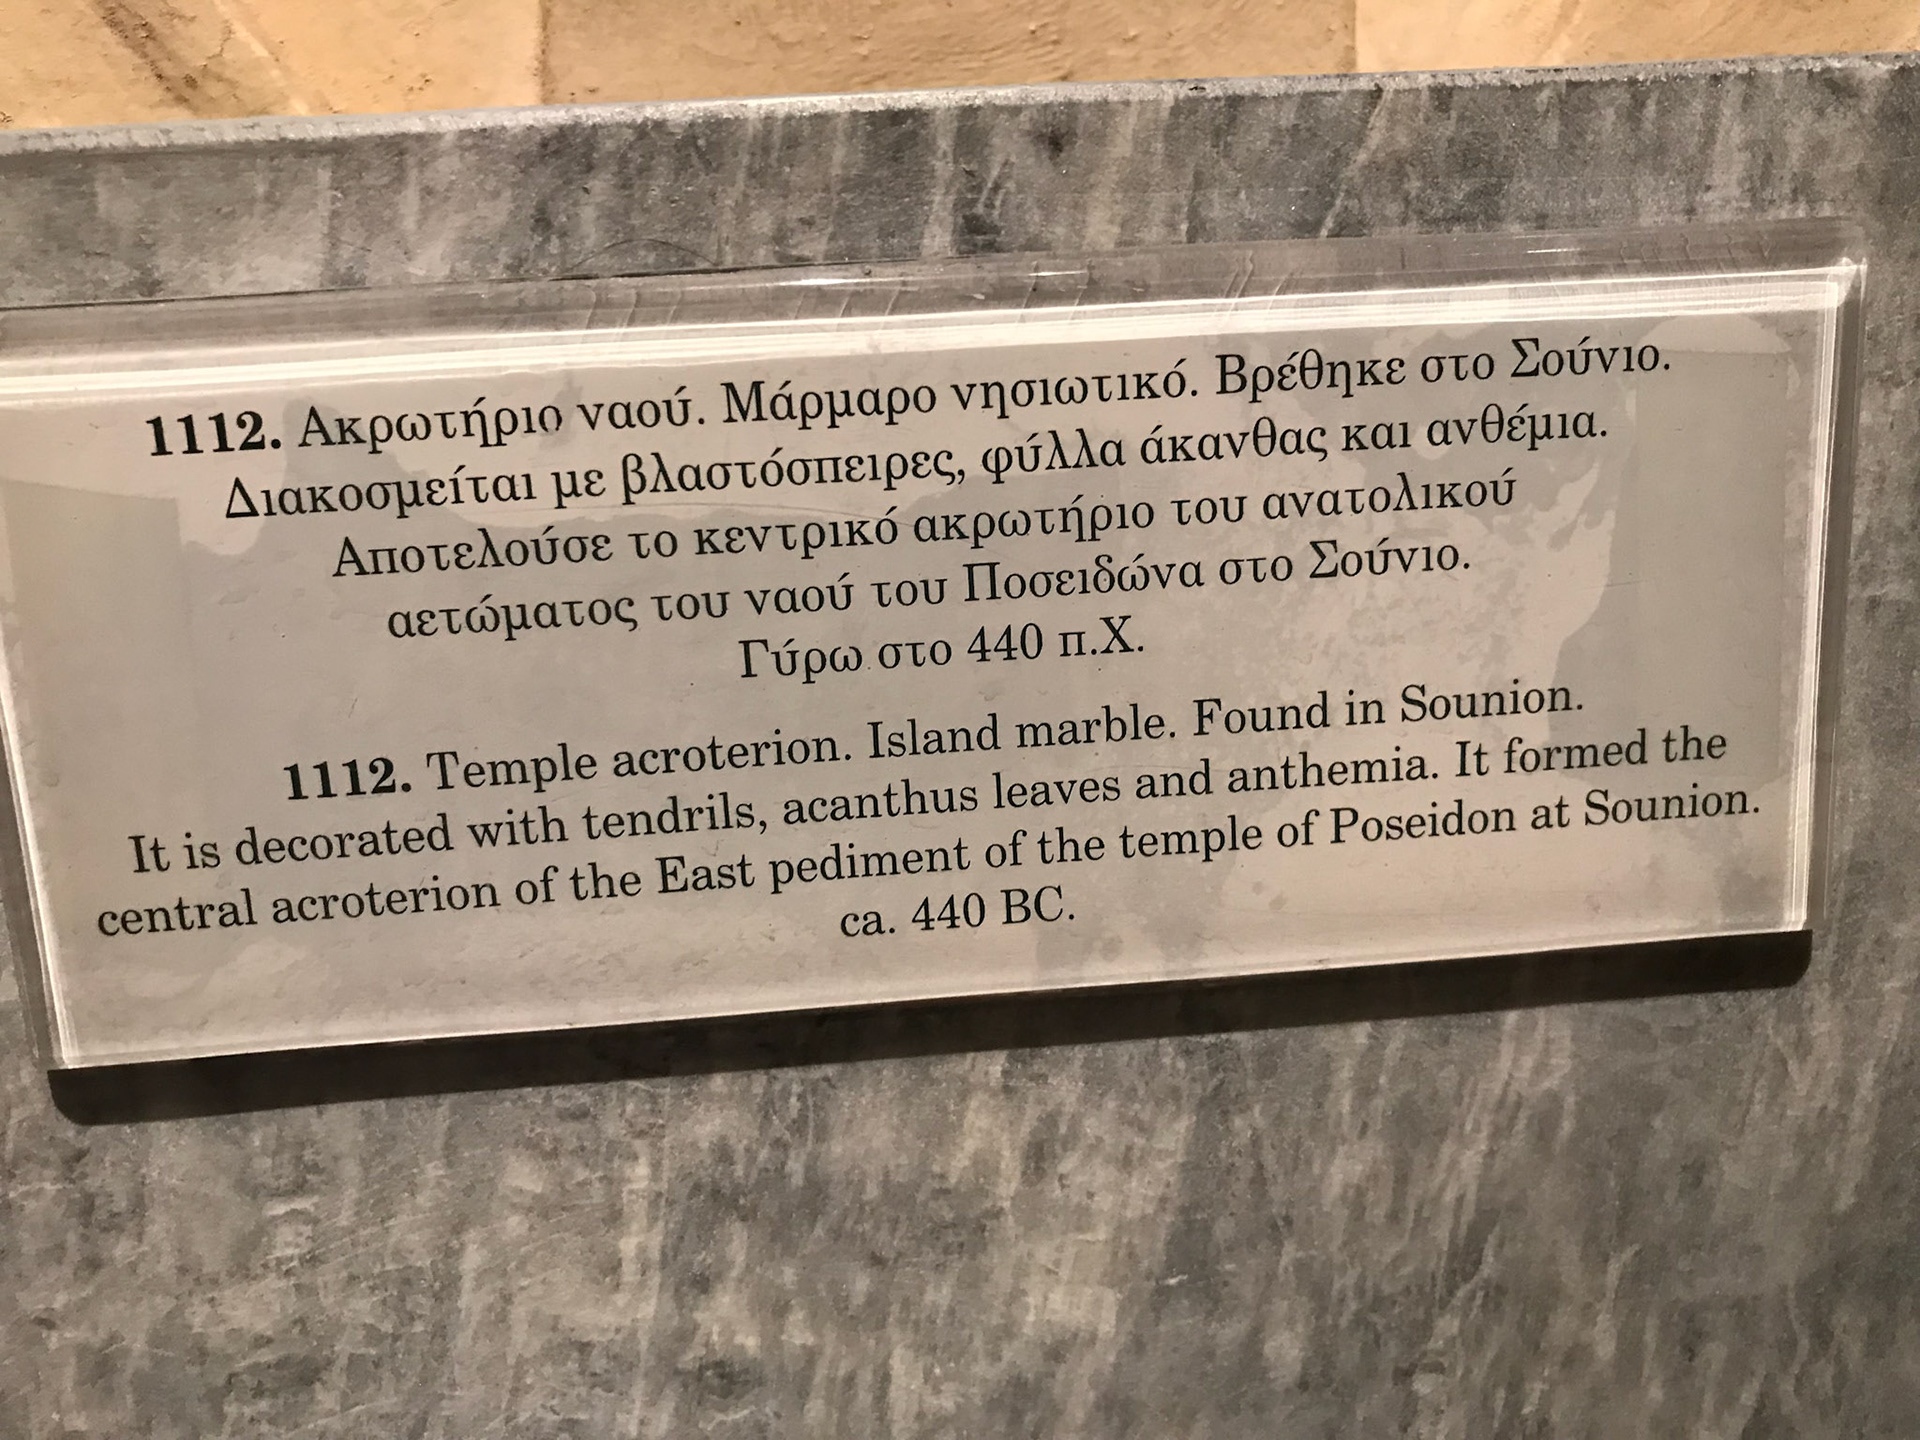 1112. Ακρωτήριο ναού. Μάρμαρο νησιωτικό. Βρέθηκε στο Σούνιο.
Διακοσμείται με βλαστόσπειρες, φύλλα άκανθας και ανθέμια.
Αποτελούσε το κεντρικό ακρωτήριο του ανατολικού
αετώματος του ναού του Ποσειδώνα στο Σούνιο.
Γύρω στο 440 π.Χ.
1112. Temple acroterion. Island marble. Found in Sounion.
It is decorated with tendrils, acanthus leaves and anthemia. It formed the
central acroterion of the East pediment of the temple of Poseidon at Sounion.
ca. 440 BC.